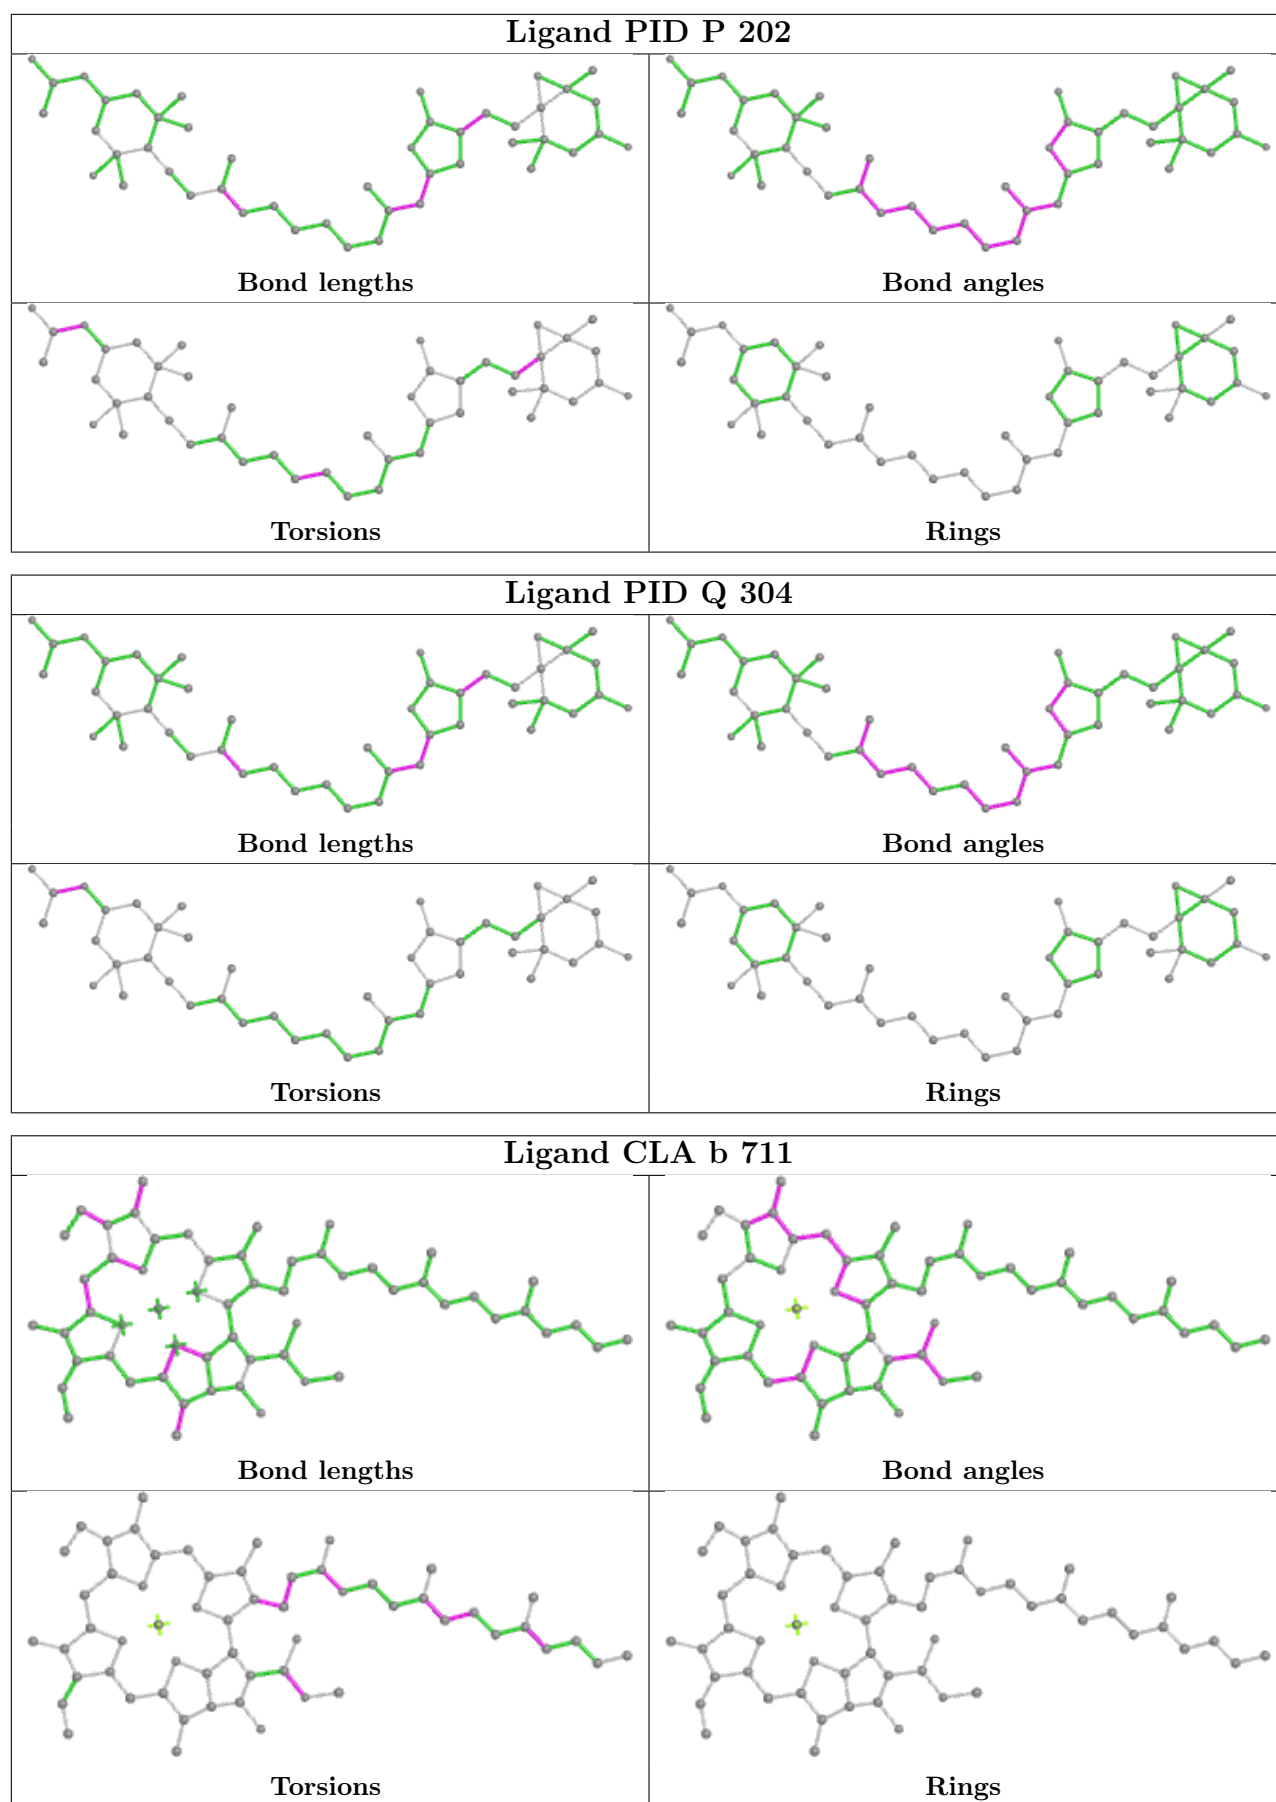 Ligand PID P 202
Bond lengths
Bond angles
Torsions
Rings
Ligand PID Q 304
Bond lengths
Bond angles
Torsions
Rings
Ligand CLA b 711
Bond lengths
Bond angles
Torsions
Rings